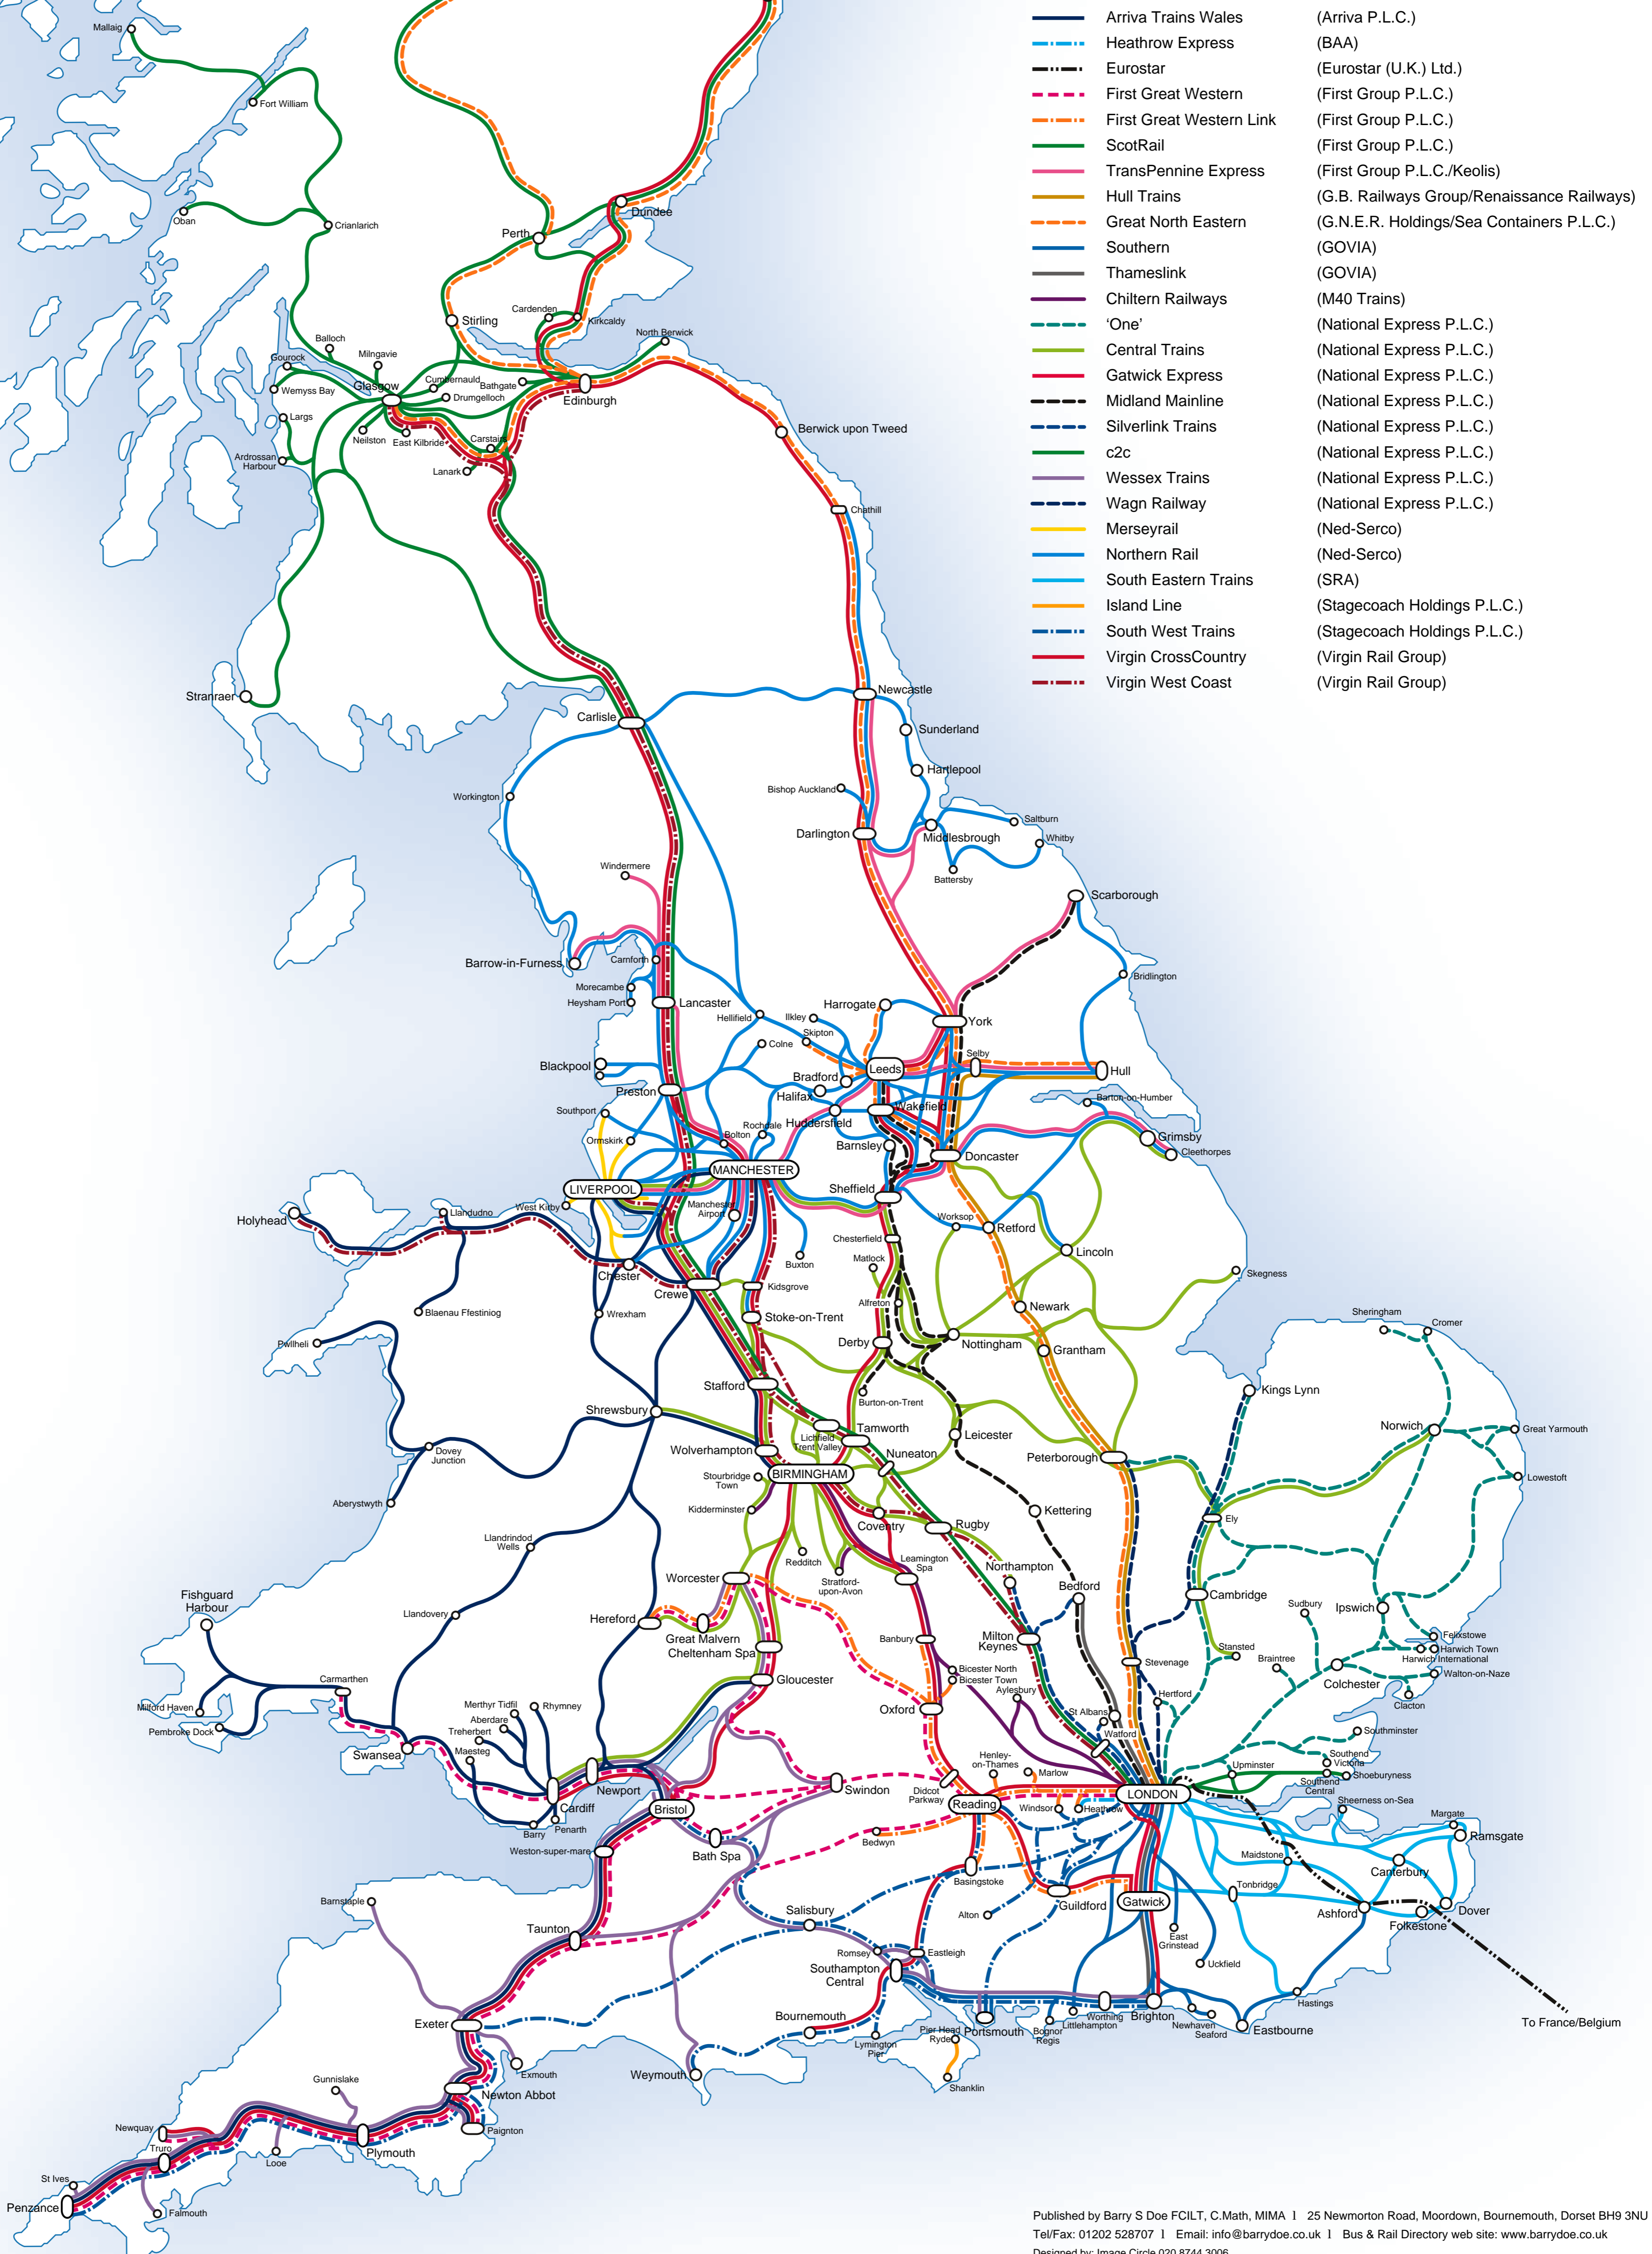 Arriva Trains Wales (Arriva P.L.C.)
Heathrow Express (BAA)
Eurostar (Eurostar (U.K.) Ltd.)
First Great Western (First Group P.L.C.)
First Great Western Link (First Group P.L.C.)
ScotRail (First Group P.L.C.)
TransPennine Express (First Group P.L.C./Keolis)
Hull Trains (G.B. Railways Group/Renaissance Railways)
Great North Eastern (G.N.E.R. Holdings/Sea Containers P.L.C.)
Southern (GOVIA)
Thameslink (GOVIA)
Chiltern Railways (M40 Trains)
‘One’ (National Express P.L.C.)
Central Trains (National Express P.L.C.)
Gatwick Express (National Express P.L.C.)
Midland Mainline (National Express P.L.C.)
Silverlink Trains (National Express P.L.C.)
c2c (National Express P.L.C.)
Wessex Trains (National Express P.L.C.)
Wagn Railway (National Express P.L.C.)
Merseyrail (Ned-Serco)
Northern Rail (Ned-Serco)
South Eastern Trains (SRA)
Island Line (Stagecoach Holdings P.L.C.)
South West Trains (Stagecoach Holdings P.L.C.)
Virgin CrossCountry (Virgin Rail Group)
Virgin West Coast (Virgin Rail Group)
Mallaig
Fort William
Oban
Crianlarich
Dundee
Perth
Stirling
Cardenden
Kirkcaldy
North Berwick
Balloch
Milngavie
Gourock
Glasgow
Cumbernauld
Bathgate
Wemyss Bay
Drumgelloch
Edinburgh
Largs
Neilston
East Kilbride
Carstairs
Berwick upon Tweed
Ardrossan
Harbour
Lanark
Chathill
Stranraer
Newcastle
Carlisle
Sunderland
Hartlepool
Workington
Bishop Auckland
Darlington
Middlesbrough
Saltburn
Whitby
Windermere
Battersby
Scarborough
Barrow-in-Furness
Carnforth
Bridlington
Morecambe
Heysham Port
Lancaster
Harrogate
Hellifield
Ilkley
York
Skipton
Colne
Selby
Blackpool
Leeds
Hull
Bradford
Preston
Halifax
Barton-on-Humber
Southport
Wakefield
Huddersfield
Rochdale
Bolton
Ormskirk
Barnsley
Grimsby
Cleethorpes
Doncaster
MANCHESTER
LIVERPOOL
Sheffield
West Kirby
Manchester
Airport
Holyhead
Llandudno
Worksop
Retford
Chesterfield
Lincoln
Buxton
Matlock
Chester
Skegness
Crewe
Kidsgrove
Alfreton
Blaenau Ffestiniog
Wrexham
Newark
Stoke-on-Trent
Sheringham
Cromer
Pwllheli
Derby
Nottingham
Grantham
Stafford
Kings Lynn
Burton-on-Trent
Shrewsbury
Lichfield
Trent Valley
Tamworth
Leicester
Norwich
Great Yarmouth
Dovey
Junction
Wolverhampton
Nuneaton
Peterborough
BIRMINGHAM
Stourbridge
Town
Lowestoft
Aberystwyth
Kidderminster
Kettering
Coventry
Rugby
Ely
Llandrindod
Wells
Redditch
Leamington
Spa
Northampton
Worcester
Stratford-
upon-Avon
Bedford
Fishguard
Harbour
Cambridge
Sudbury
Ipswich
Llandovery
Hereford
Great Malvern
Cheltenham Spa
Banbury
Milton
Keynes
Felixstowe
Harwich Town
Harwich International
Stansted
Stevenage
Braintree
Colchester
Walton-on-Naze
Clacton
Carmarthen
Gloucester
Bicester North
Bicester Town
Aylesbury
Hertford
Milford Haven
Pembroke Dock
Merthyr Tidfil
Rhymney
Aberdare
Treherbert
Maesteg
Oxford
St Albans
Watford
Southminster
Swansea
Southend
Victoria
Upminster
Shoeburyness
Southend
Central
Newport
Swindon
Didcot
Parkway
Henley-
on-Thames
Marlow
LONDON
Cardiff
Bristol
Reading
Windsor
Heathrow
Sheerness on-Sea
Margate
Ramsgate
Barry
Penarth
Weston-super-mare
Bath Spa
Bedwyn
Maidstone
Canterbury
Basingstoke
Tonbridge
Barnstaple
Guildford
Gatwick
Ashford
Dover
Folkestone
Taunton
Salisbury
Alton
East
Grinstead
Romsey
Eastleigh
Southampton
Central
Uckfield
Hastings
Exeter
Bournemouth
Lymington
Pier
Pier Head
Ryde
Portsmouth
Bognor
Regis
Littlehampton
Worthing
Brighton
Newhaven
Seaford
Eastbourne
To France/Belgium
Exmouth
Weymouth
Shanklin
Gunnislake
Newton Abbot
Newquay
Paignton
Truro
Plymouth
Looe
St Ives
Penzance
Falmouth
Published by Barry S Doe FCILT, C.Math, MIMA l 25 Newmorton Road, Moordown, Bournemouth, Dorset BH9 3NU
Tel/Fax: 01202 528707 l Email: info@barrydoe.co.uk l Bus & Rail Directory web site: www.barrydoe.co.uk
Designed by: Image Circle 020 8744 3006